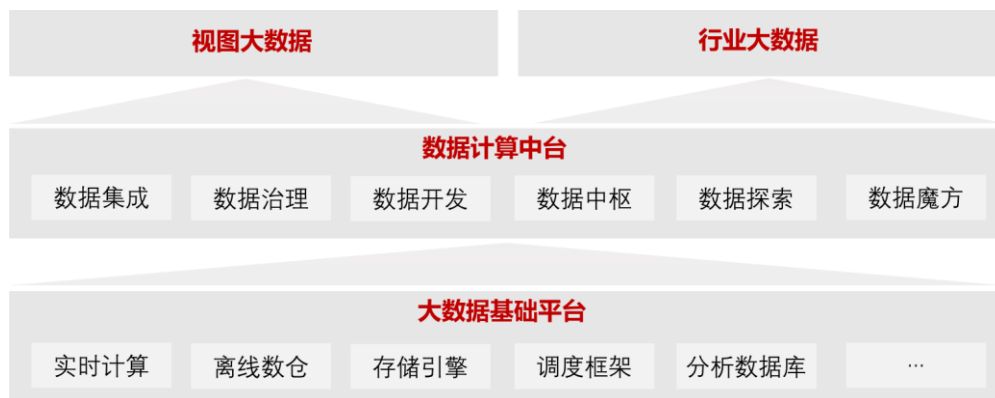 视图大数据 行业大数据
数据计算中台
数据集成 数据治理 数据开发 数据中枢 数据探索 数据魔方
大数据基础平台
实时计算 离线数仓 存储引擎 调度框架 分析数据库 ...